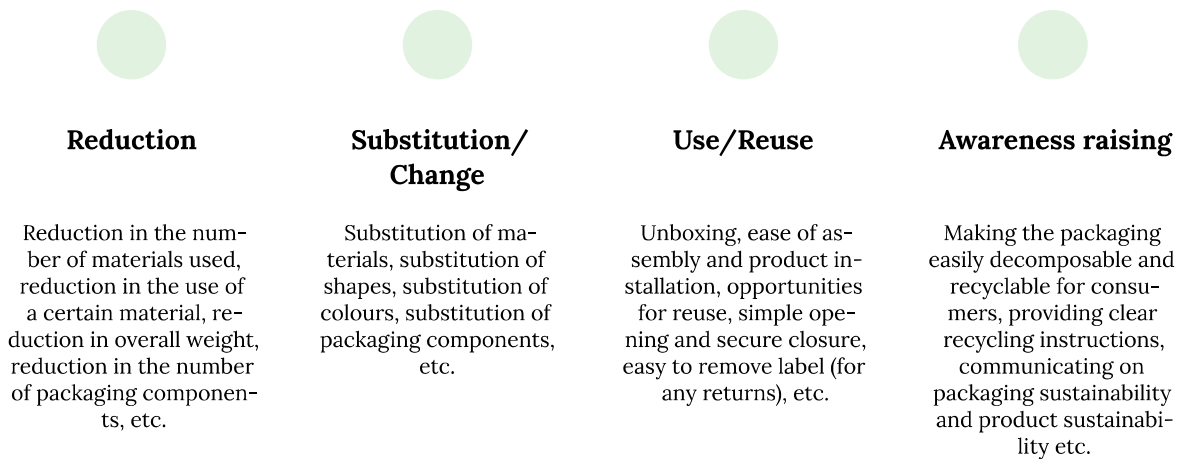 Reduction
Reduction in the num-
ber of materials used,
reduction in the use of
a certain material, re-
duction in overall weight,
reduction in the number
of packaging componen-
ts, etc.
Substitution/
Change
Substitution of ma-
terials, substitution of
shapes, substitution of
colours, substitution of
packaging components,
etc.
Use/Reuse
Unboxing, ease of as-
sembly and product in-
stallation, opportunities
for reuse, simple ope-
ning and secure closure,
easy to remove label (for
any returns), etc.
Awareness raising
Making the packaging
easily decomposable and
recyclable for consu-
mers, providing clear
recycling instructions,
communicating on
packaging sustainability
and product sustainabi-
lity etc.